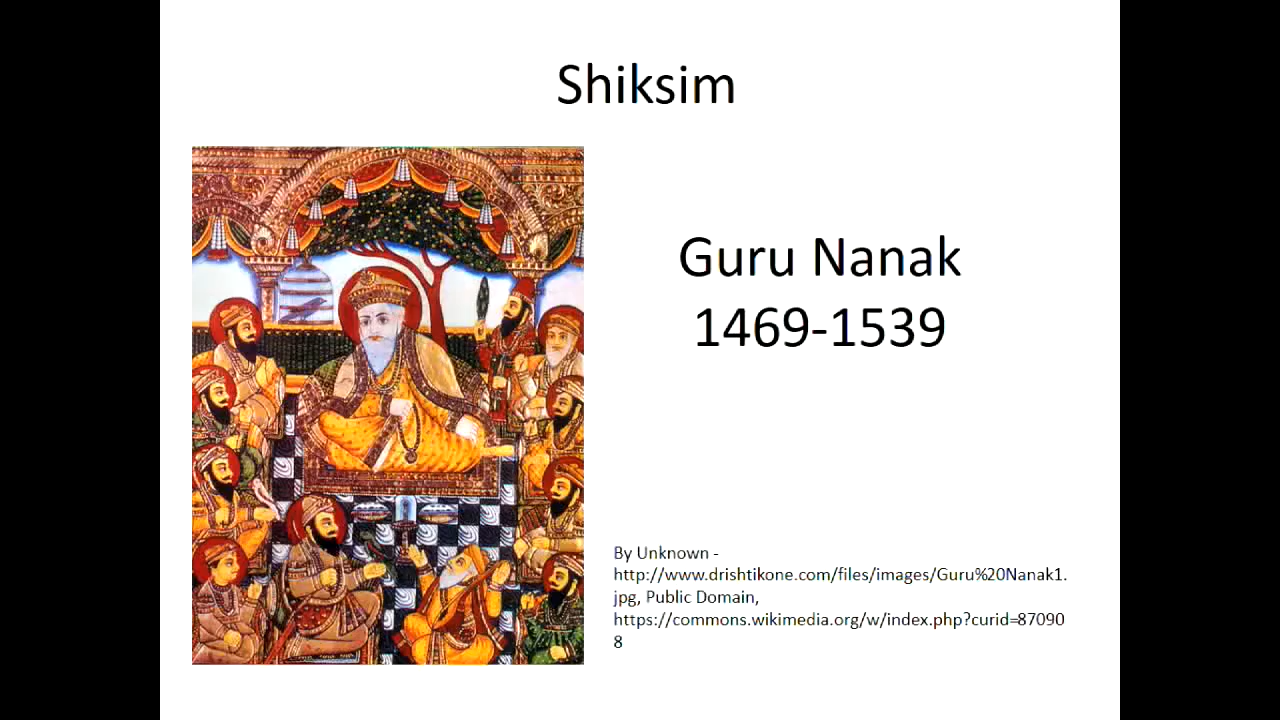 Shiksim
Guru Nanak
1469-1539
By Unknown -
http://www.drishtikone.com/files/images/Guru%20Nanak1.
jpg, Public Domain,
https://commons.wikimedia.org/w/index.php?curid=87090
8